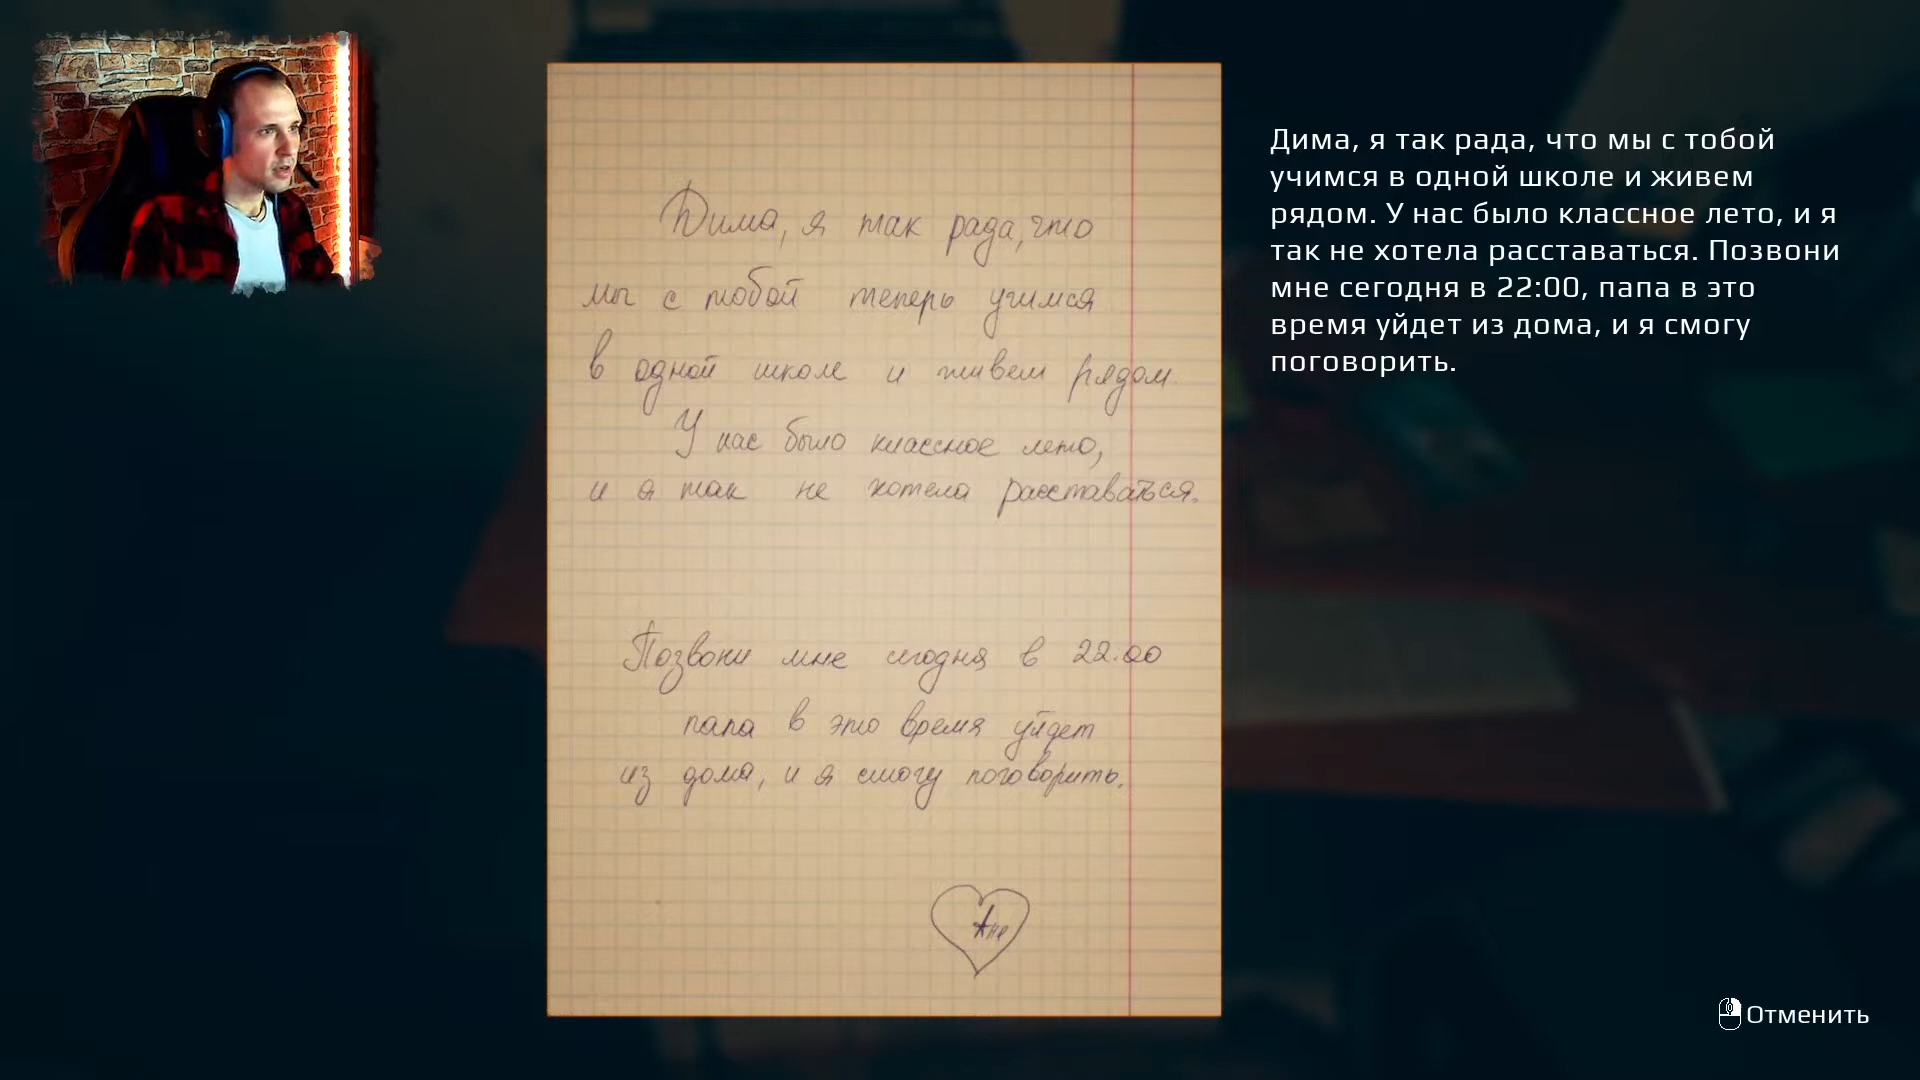 Дима, я так рада, что
мы с тобой теперь учимся
в одной школе и живем рядом.
У нас было классное лето,
и я так не хотела расставаться.
Позвони мне сегодня в 22:00
папа в это время уйдет
из дома, и я смогу поговорить.
Дима, я так рада, что мы с тобой
учимся в одной школе и живем
рядом. У нас было классное лето, и я
так не хотела расставаться. Позвони
мне сегодня в 22:00, папа в это
время уйдет из дома, и я смогу
поговорить.
Отменить